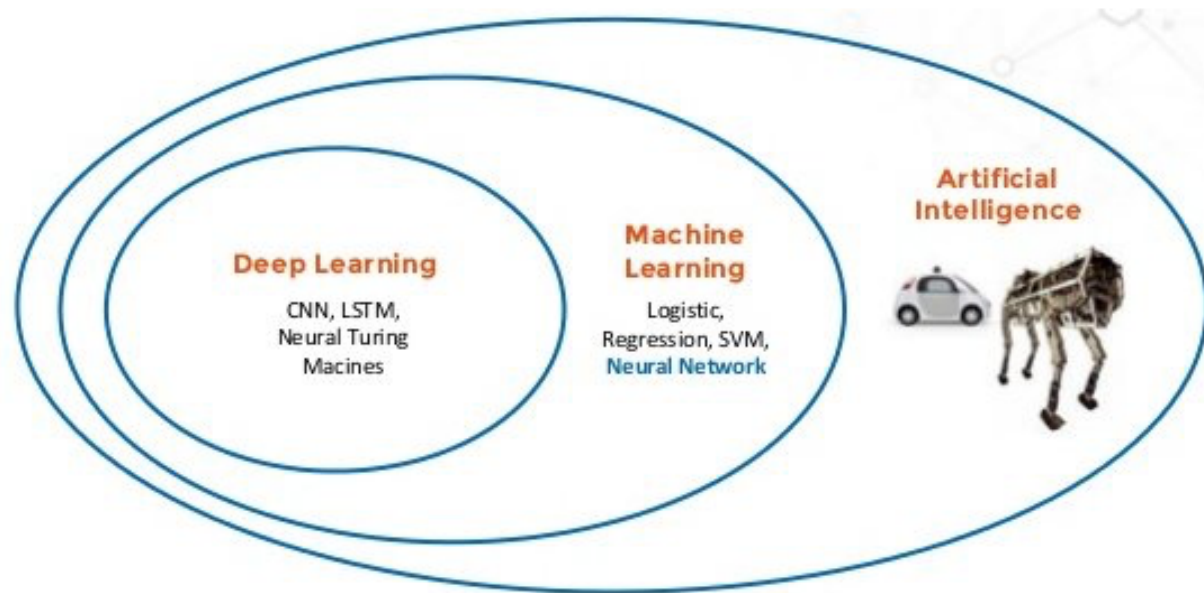 Artificial
Intelligence
Machine
Learning
Deep Learning
CNN, LSTM,
Neural Turing
Macines
Logistic,
Regression, SVM,
Neural Network